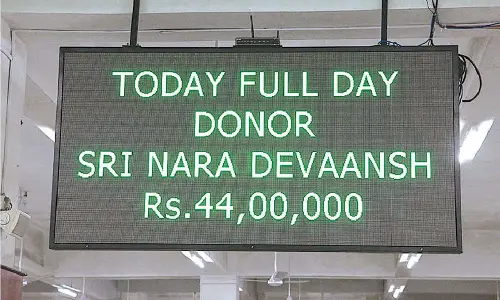 TODAY FULL DAY
DONOR
SRI NARA DEVAANSH
Rs.44,00,000